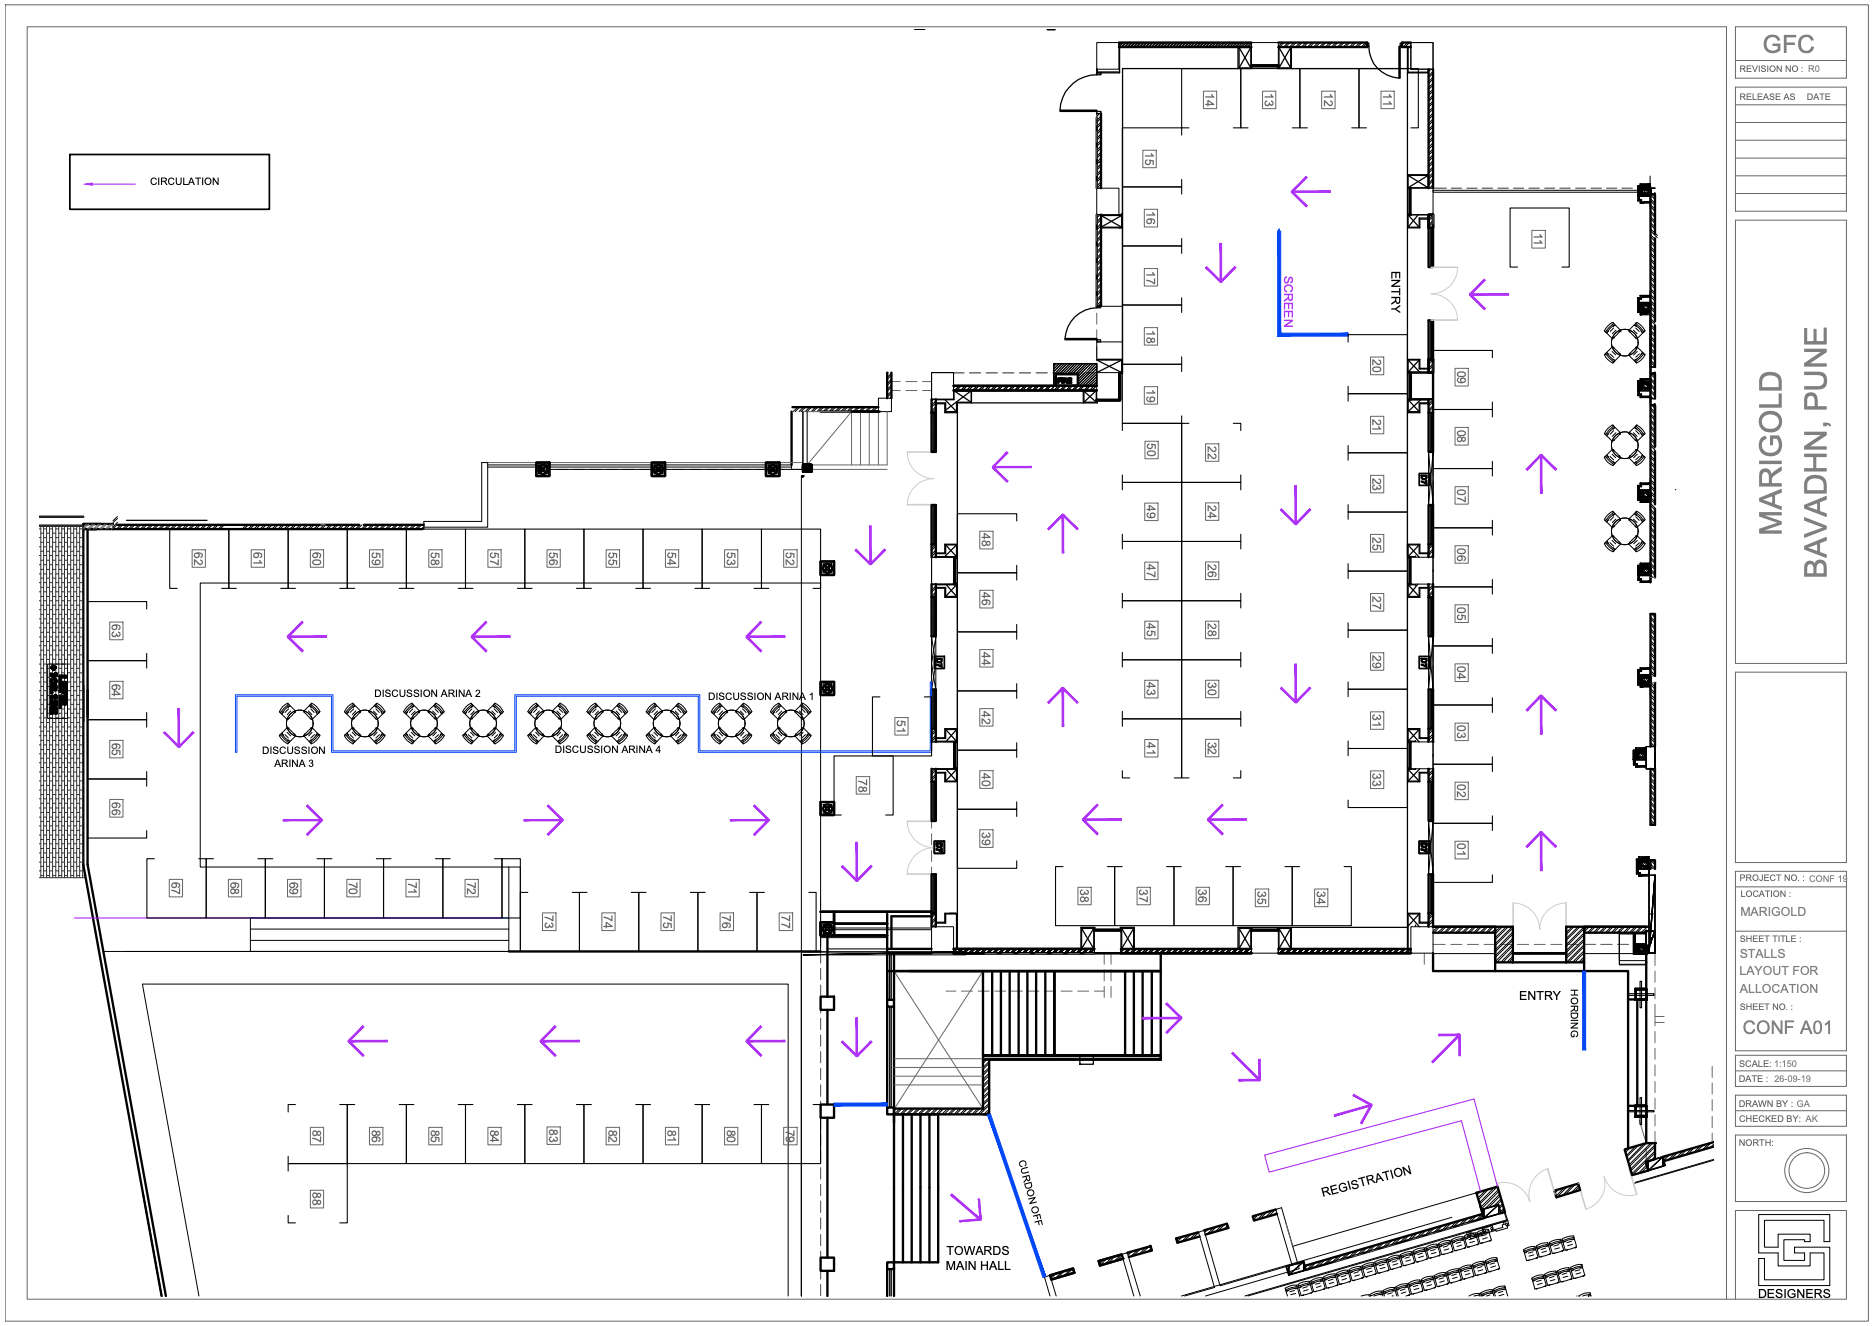 CIRCULATION
14
13
12
11
15
16
17
18
19
SCREEN
ENTRY
11
20
21
23
25
27
29
31
33
09
08
07
06
05
04
03
02
01
50
22
49
24
47
26
45
28
43
30
41
32
48
46
44
42
40
39
38
37
36
35
34
62
61
60
59
58
57
56
55
54
53
52
63
64
65
66
DISCUSSION ARINA 2
DISCUSSION ARINA 1
DISCUSSION
ARINA 3
DISCUSSION ARINA 4
51
78
67
68
69
70
71
72
73
74
75
76
77
87
86
85
84
83
82
81
80
79
88
ENTRY
HORDING
CURDON OFF
REGISTRATION
TOWARDS
MAIN HALL
GFC
REVISION NO : R0
RELEASE AS DATE
MARIGOLD
BAVADHN, PUNE
PROJECT NO. : CONF 19
LOCATION :
MARIGOLD
SHEET TITLE :
STALLS
LAYOUT FOR
ALLOCATION
SHEET NO. :
CONF A01
SCALE: 1:150
DATE : 26-09-19
DRAWN BY : GA
CHECKED BY: AK
NORTH:
DESIGNERS